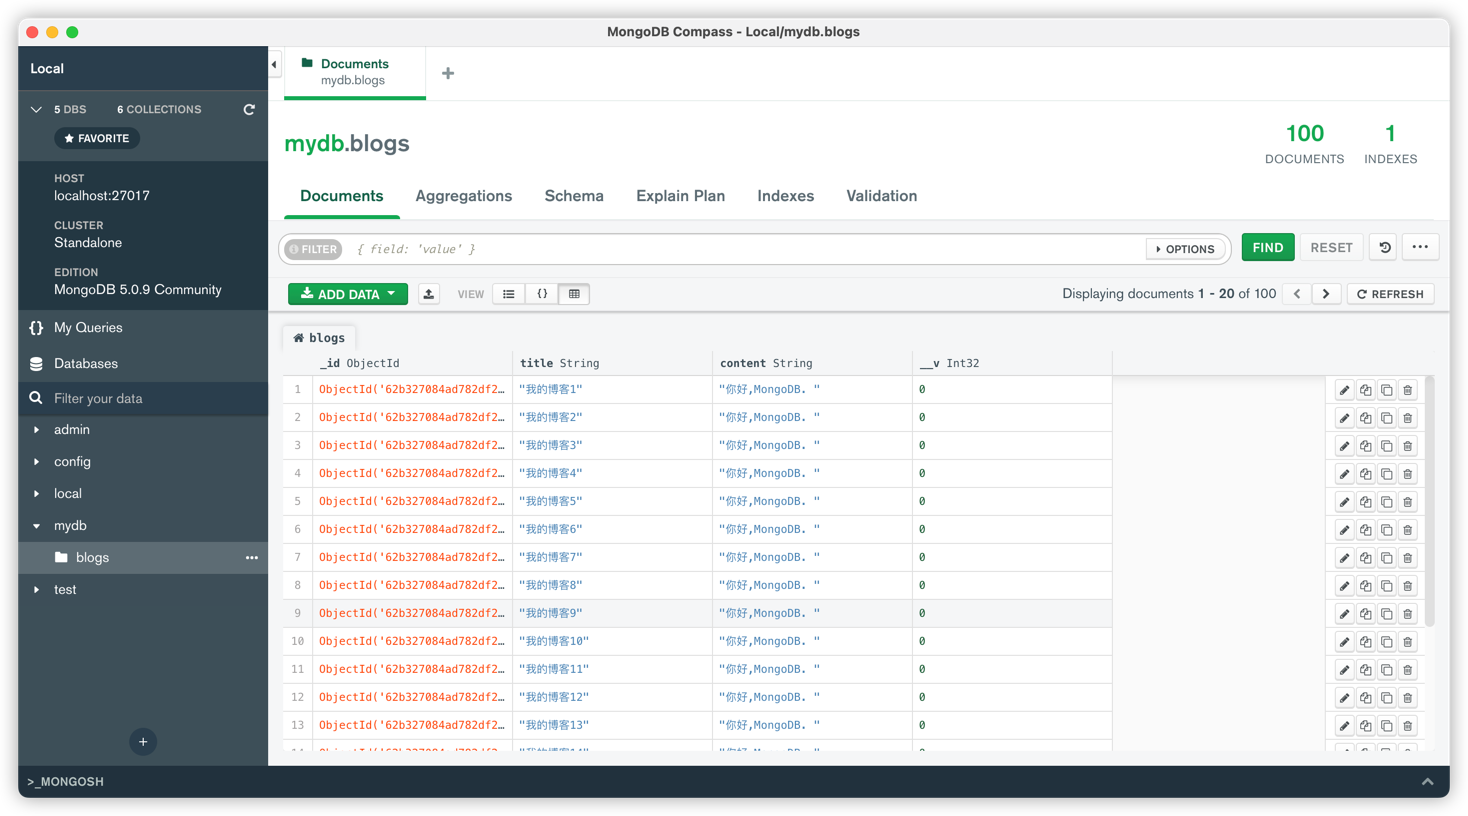 MongoDB Compass - Local/mydb.blogs
Local
5 DBS 6 COLLECTIONS
FAVORITE
HOST
localhost:27017
CLUSTER
Standalone
EDITION
MongoDB 5.0.9 Community
{} My Queries
Databases
Filter your data
admin
config
local
mydb
blogs
test
>_MONGOSH
Documents
mydb.blogs
mydb.blogs
100
DOCUMENTS
1
INDEXES
Documents Aggregations Schema Explain Plan Indexes Validation
FILTER { field: 'value' } OPTIONS FIND RESET
ADD DATA VIEW {} Displaying documents 1 - 20 of 100 REFRESH
blogs
_id ObjectId title String content String __v Int32
1 ObjectId('62b327084ad782df2… "我的博客1" "你好,MongoDB. " 0
2 ObjectId('62b327084ad782df2… "我的博客2" "你好,MongoDB. " 0
3 ObjectId('62b327084ad782df2… "我的博客3" "你好,MongoDB. " 0
4 ObjectId('62b327084ad782df2… "我的博客4" "你好,MongoDB. " 0
5 ObjectId('62b327084ad782df2… "我的博客5" "你好,MongoDB. " 0
6 ObjectId('62b327084ad782df2… "我的博客6" "你好,MongoDB. " 0
7 ObjectId('62b327084ad782df2… "我的博客7" "你好,MongoDB. " 0
8 ObjectId('62b327084ad782df2… "我的博客8" "你好,MongoDB. " 0
9 ObjectId('62b327084ad782df2… "我的博客9" "你好,MongoDB. " 0
10 ObjectId('62b327084ad782df2… "我的博客10" "你好,MongoDB. " 0
11 ObjectId('62b327084ad782df2… "我的博客11" "你好,MongoDB. " 0
12 ObjectId('62b327084ad782df2… "我的博客12" "你好,MongoDB. " 0
13 ObjectId('62b327084ad782df2… "我的博客13" "你好,MongoDB. " 0